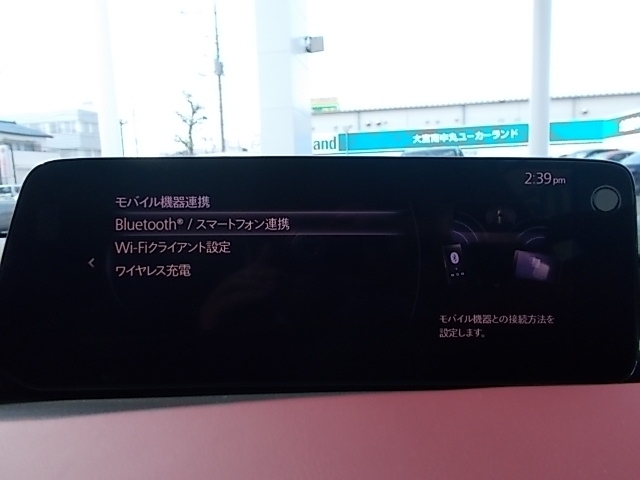 大宮南中丸ユーカーランド
and
2:39pm
モバイル機器連携
Bluetooth® / スマートフォン連携
Wi-Fiクライアント設定
ワイヤレス充電
モバイル機器との接続方法を
設定します。